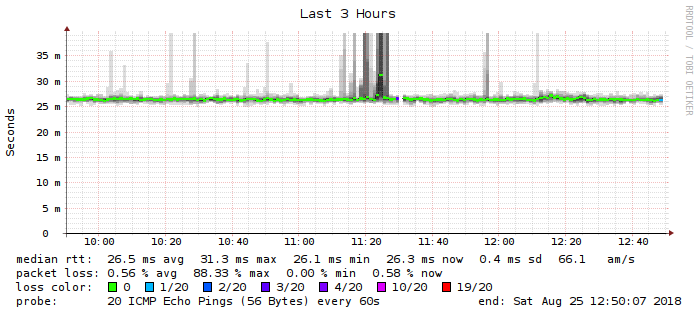 Last 3 Hours
RRDTOOL / TOBI OETIKER
Seconds
35 m
30 m
25 m
20 m
15 m
10 m
5 m
0
10:00 10:20 10:40 11:00 11:20 11:40 12:00 12:20 12:40
median rtt: 26.5 ms avg 31.3 ms max 26.1 ms min 26.3 ms now 0.4 ms sd 66.1 am/s
packet loss: 0.56 % avg 88.33 % max 0.00 % min 0.58 % now
loss color: 0 1/20 2/20 3/20 4/20 10/20 19/20
probe: 20 ICMP Echo Pings (56 Bytes) every 60s end: Sat Aug 25 12:50:07 2018